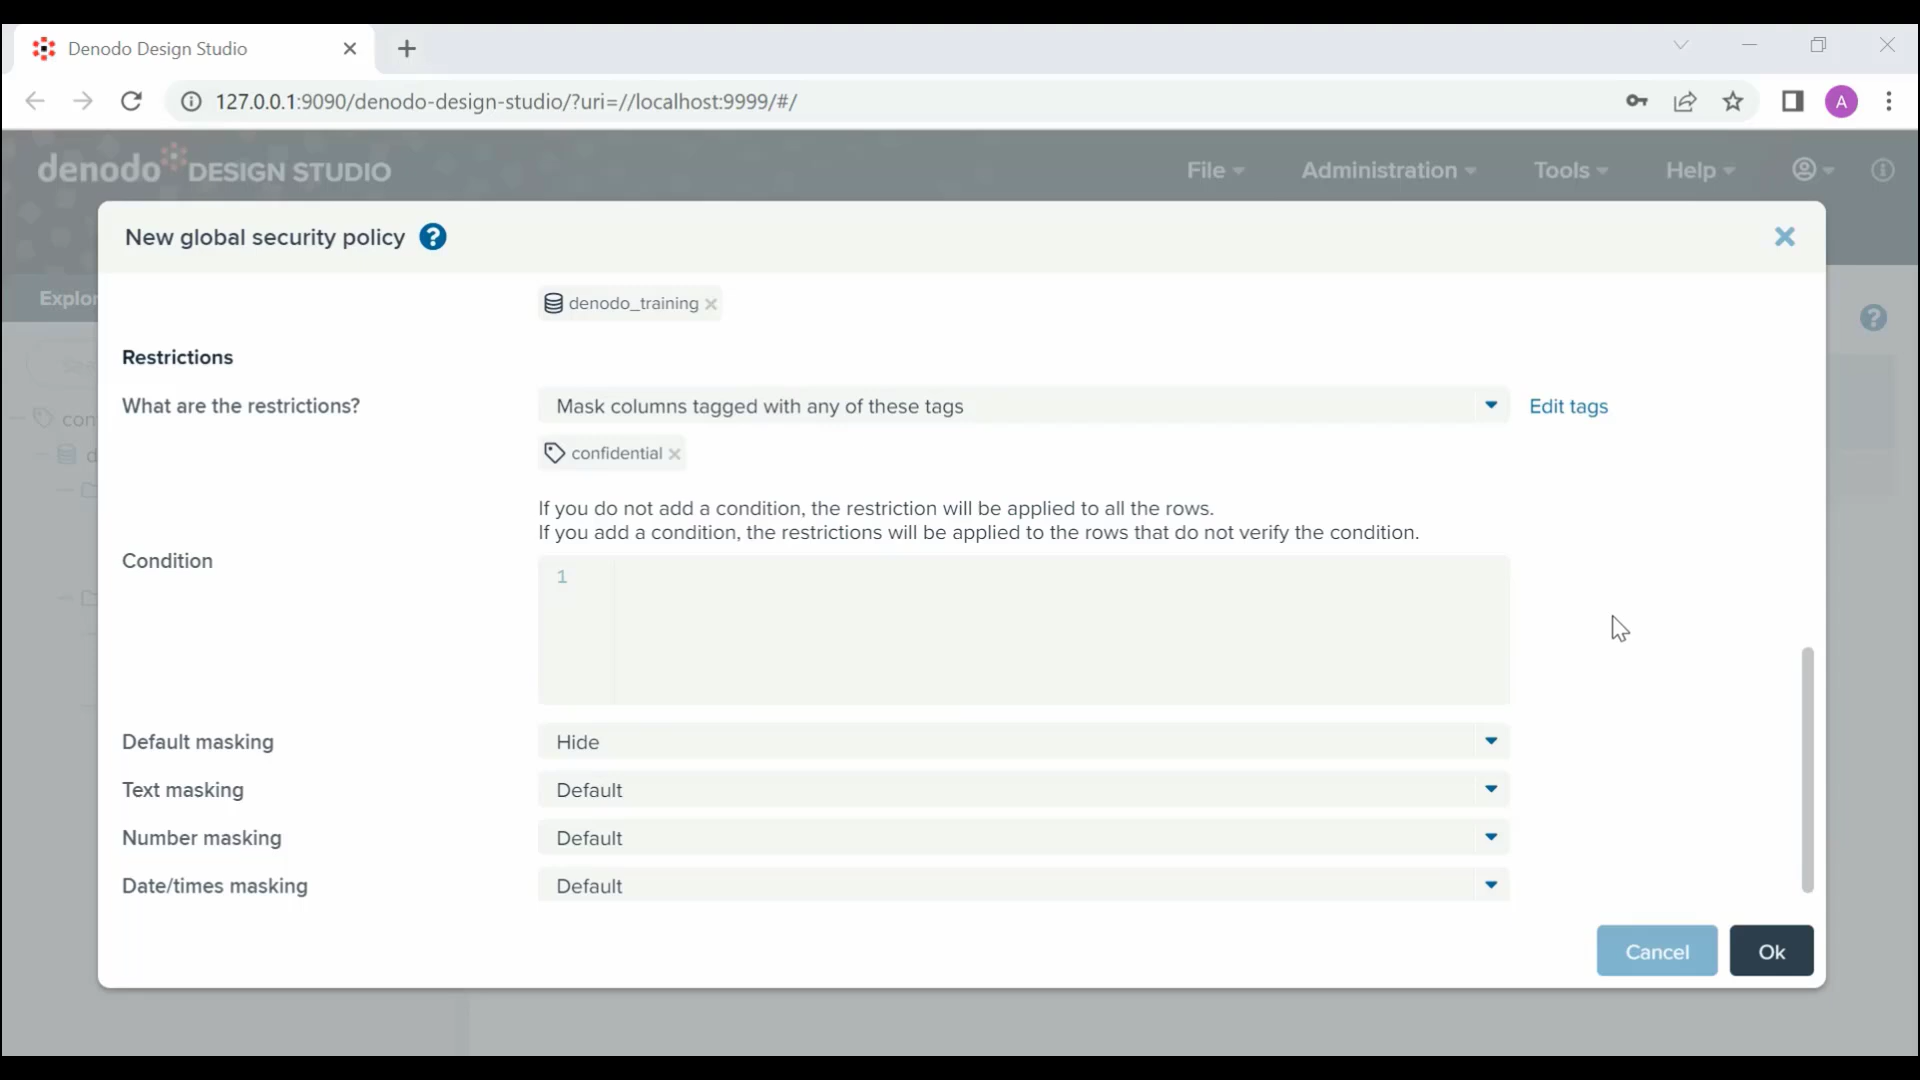 Denodo Design Studio
127.0.0.1:9090/denodo-design-studio/?uri=//localhost:9999/#/
A
denodo DESIGN STUDIO
File
Administration
Tools
Help
New global security policy ?
Explor
?
denodo_training
Restrictions
Sea
What are the restrictions?
Mask columns tagged with any of these tags
Edit tags
con
confidential
d
If you do not add a condition, the restriction will be applied to all the rows.
If you add a condition, the restrictions will be applied to the rows that do not verify the condition.
Condition
1
Default masking
Hide
Text masking
Default
Number masking
Default
Date/times masking
Default
Cancel
Ok